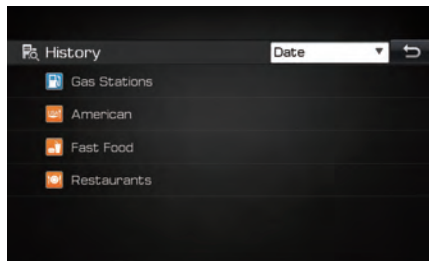 History
Date
Gas Stations
American
Fast Food
Restaurants